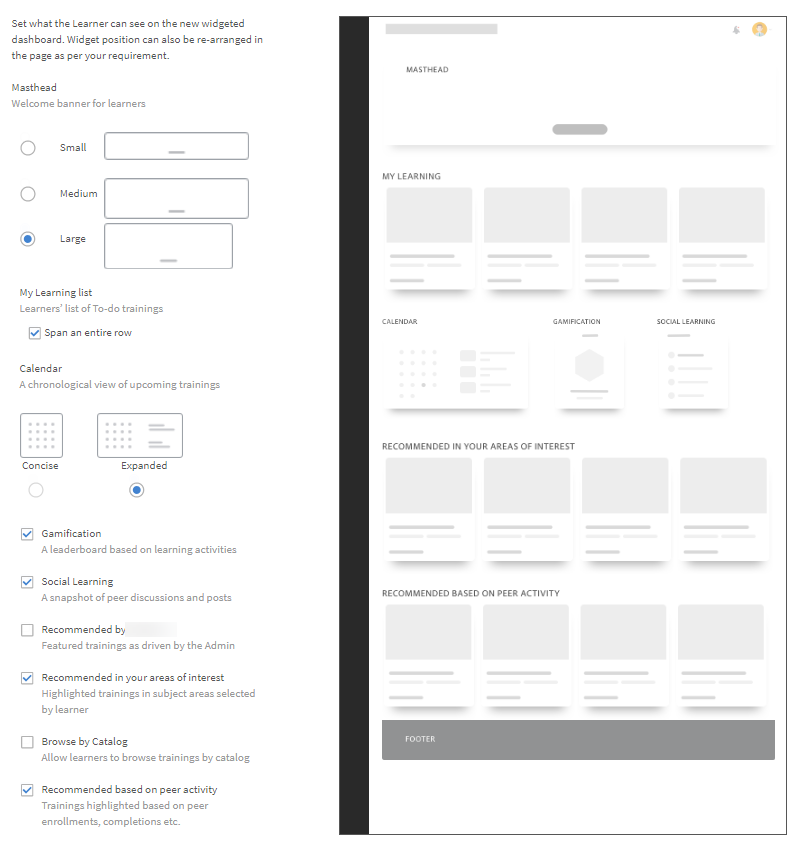 Set what the Learner can see on the new widgeted
dashboard. Widget position can also be re-arranged in
the page as per your requirement.
Masthead
Welcome banner for learners
Small
Medium
Large
My Learning list
Learners' list of To-do trainings
Span an entire row
Calendar
A chronological view of upcoming trainings
Concise
Expanded
Gamification
A leaderboard based on learning activities
Social Learning
A snapshot of peer discussions and posts
Recommended by
Featured trainings as driven by the Admin
Recommended in your areas of interest
Highlighted trainings in subject areas selected
by learner
Browse by Catalog
Allow learners to browse trainings by catalog
Recommended based on peer activity
Trainings highlighted based on peer
enrollments, completions etc.
MASTHEAD
MY LEARNING
CALENDAR
GAMIFICATION
SOCIAL LEARNING
RECOMMENDED IN YOUR AREAS OF INTEREST
RECOMMENDED BASED ON PEER ACTIVITY
FOOTER